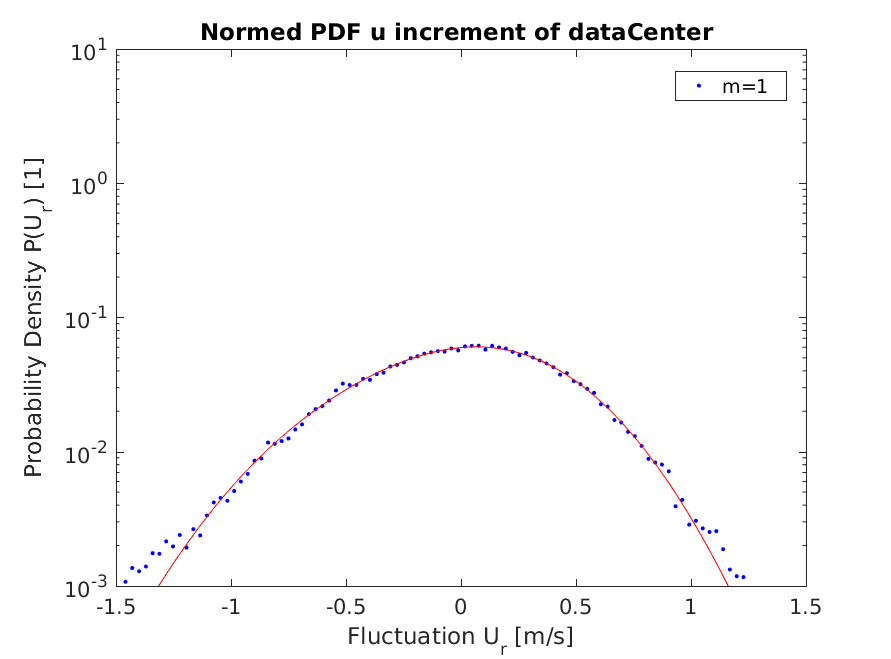 Normed PDF u increment of dataCenter
m=1
Probability Density P(U_r) [1]
10^1
10^0
10^-1
10^-2
10^-3
-1.5 -1 -0.5 0 0.5 1 1.5
Fluctuation U_r [m/s]